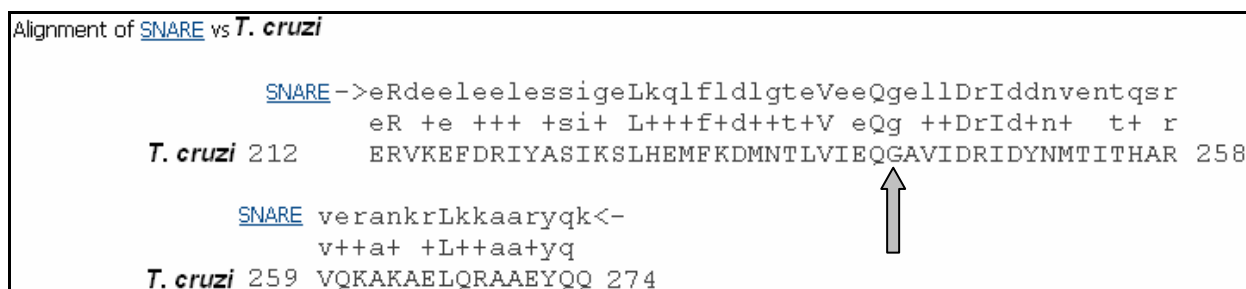 Alignment of SNARE vs T. cruzi
SNARE ->eRdeeleelessigeLkqlfldlgteVeeQgellDrIddnventqsr
eR +e +++ +si+ L+++f+d++t+V eQg ++DrId+n+ t+ r
T. cruzi 212 ERVKEFDRIYASIKSLHEMFKDMNTLVIEQGAVIDRIDYNMTITHAR 258
SNARE verankrLkkaaryqk<-
v++a+ +L++aa+yq
T. cruzi 259 VQKAKAELQRAAEYQQ 274